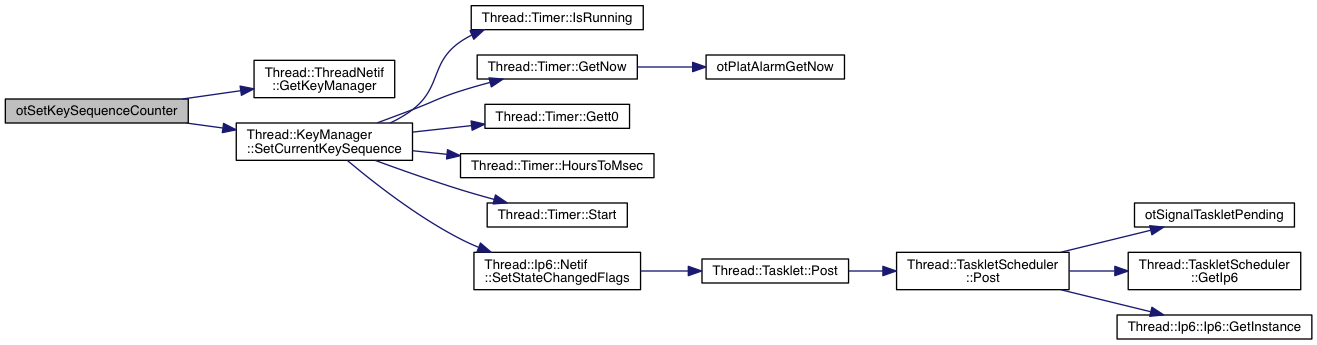 otSetKeySequenceCounter
Thread::ThreadNetif
::GetKeyManager
Thread::KeyManager
::SetCurrentKeySequence
Thread::Timer::IsRunning
Thread::Timer::GetNow
otPlatAlarmGetNow
Thread::Timer::Gett0
Thread::Timer::HoursToMsec
Thread::Timer::Start
Thread::Ip6::Netif
::SetStateChangedFlags
Thread::Tasklet::Post
Thread::TaskletScheduler
::Post
otSignalTaskletPending
Thread::TaskletScheduler
::GetIp6
Thread::Ip6::Ip6::GetInstance